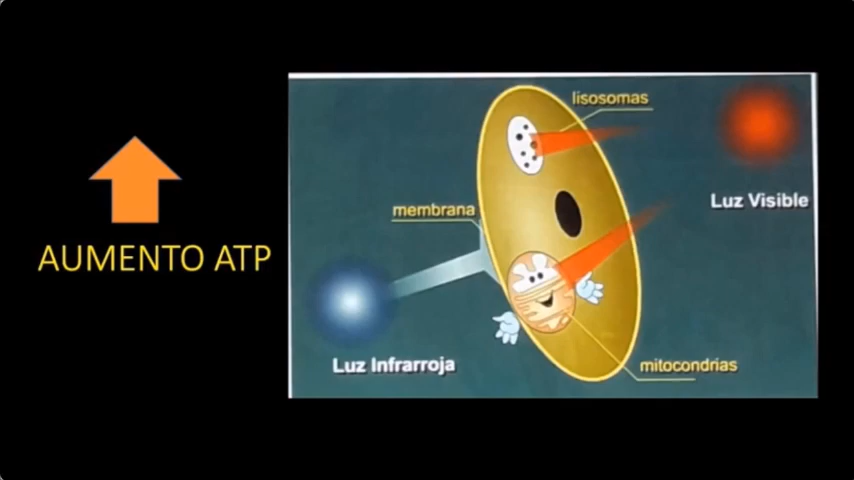 AUMENTO ATP
lisosomas
Luz Visible
membrana
Luz Infrarroja
mitocondrias